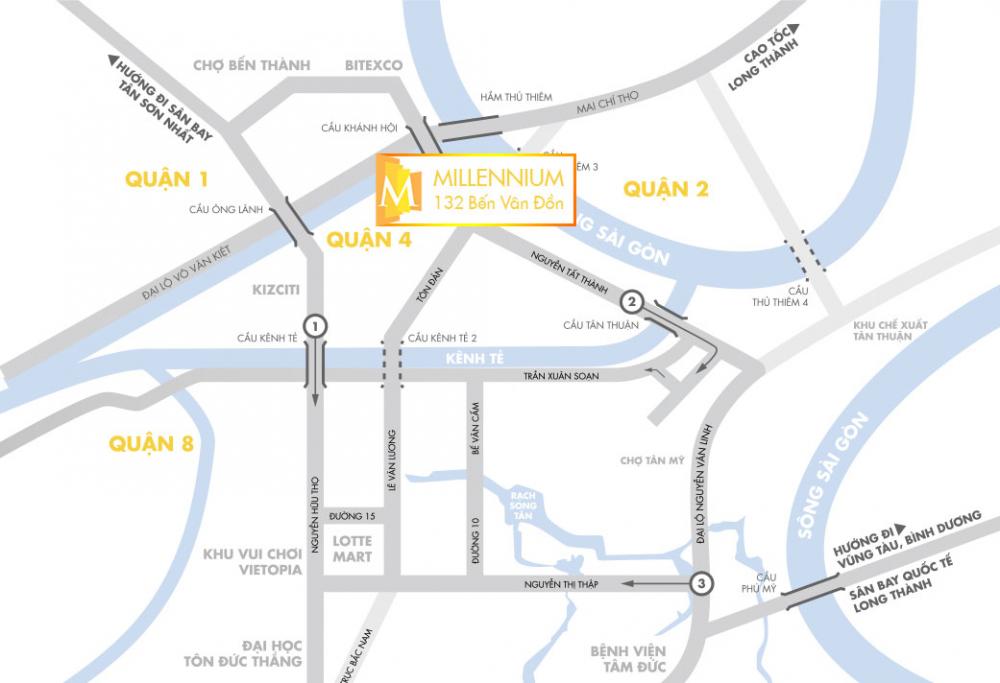 CHỢ BẾN THÀNH
BITEXCO
CAO TỐC
LONG THÀNH
HƯỚNG ĐI SÂN BAY
TÂN SƠN NHẤT
HẦM THỦ THIÊM
MAI CHÍ THỌ
CẦU KHÁNH HỘI
QUẬN 1
MILLENNIUM
132 Bến Vân Đồn
M
QUẬN 2
CẦU ÔNG LÃNH
QUẬN 4
SÀI GÒN
ĐẠI LỘ VÕ VĂN KIỆT
TÔN ĐẢN
NGUYỄN TẤT THÀNH
KIZCITI
2
CẦU
THỦ THIÊM 4
1
CẦU TÂN THUẬN
KHU CHẾ XUẤT
TÂN THUẬN
CẦU KÊNH TẺ
CẦU KÊNH TẺ 2
KÊNH TẺ
TRẦN XUÂN SOẠN
QUẬN 8
BẾ VĂN CẤM
LÊ VĂN LƯƠNG
CHỢ TÂN MỸ
ĐẠI LỘ NGUYỄN VĂN LINH
SÔNG SÀI GÒN
NGUYỄN HỮU THỌ
RẠCH
SONG
TÂN
ĐƯỜNG 15
ĐƯỜNG 10
LOTTE
MART
KHU VUI CHƠI
VIETOPIA
HƯỚNG ĐI
VŨNG TÀU, BÌNH DƯƠNG
NGUYỄN THỊ THẬP
3
CẦU
PHÚ MỸ
SÂN BAY QUỐC TẾ
LONG THÀNH
ĐẠI HỌC
TÔN ĐỨC THẮNG
TRỤC BẮC NAM
BỆNH VIỆN
TÂM ĐỨC